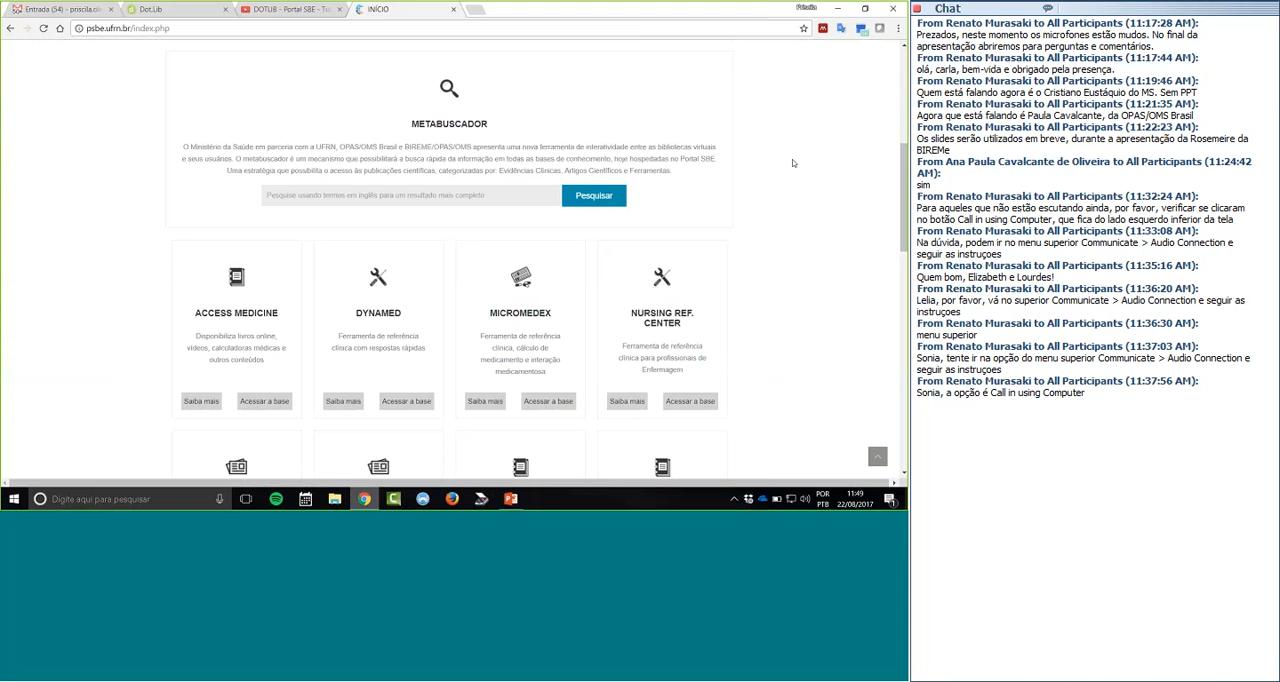 Entrada (54) - priscila.oli
Dot.Lib
DOTLIB - Portal SBE - Tu
INÍCIO
Priscila
psbe.ufrn.br/index.php
METABUSCADOR
O Ministério da Saúde em parceria com a UFRN, OPAS/OMS Brasil e BIREME/OPAS/OMS apresenta uma nova ferramenta de interatividade entre as bibliotecas virtuais
e seus usuários. O metabuscador é um mecanismo que possibilitará a busca rápida da informação em todas as bases de conhecimento, hoje hospedadas no Portal SBE.
Uma estratégia que possibilita o acesso às publicações científicas, categorizadas por: Evidências Clínicas, Artigos Científicos e Ferramentas.
Pesquise usando termos em inglês para um resultado mais completo
Pesquisar
ACCESS MEDICINE
Disponibiliza livros online,
vídeos, calculadoras médicas e
outros conteúdos
Saiba mais
Acessar a base
DYNAMED
Ferramenta de referência
clínica com respostas rápidas
Saiba mais
Acessar a base
MICROMEDEX
Ferramenta de referência
clínica, cálculo de
medicamento e interação
medicamentosa
Saiba mais
Acessar a base
NURSING REF.
CENTER
Ferramenta de referência
clínica para profissionais de
Enfermagem
Saiba mais
Acessar a base
Digite aqui para pesquisar
POR
PTB
11:49
22/08/2017
Chat
From Renato Murasaki to All Participants (11:17:28 AM):
Prezados, neste momento os microfones estão mudos. No final da
apresentação abriremos para perguntas e comentários.
From Renato Murasaki to All Participants (11:17:44 AM):
olá, carla, bem-vida e obrigado pela presença.
From Renato Murasaki to All Participants (11:19:46 AM):
Quem está falando agora é o Cristiano Eustáquio do MS. Sem PPT
From Renato Murasaki to All Participants (11:21:35 AM):
Agora que está falando é Paula Cavalcante, da OPAS/OMS Brasil
From Renato Murasaki to All Participants (11:22:23 AM):
Os slides serão utilizados em breve, durante a apresentação da Rosemeire da
BIREMe
From Ana Paula Cavalcante de Oliveira to All Participants (11:24:42
AM):
sim
From Renato Murasaki to All Participants (11:32:24 AM):
Para aqueles que não estão escutando ainda, por favor, verificar se clicaram
no botão Call in using Computer, que fica do lado esquerdo inferior da tela
From Renato Murasaki to All Participants (11:33:08 AM):
Na dúvida, podem ir no menu superior Communicate > Audio Connection e
seguir as instruçoes
From Renato Murasaki to All Participants (11:35:16 AM):
Quem bom, Elizabeth e Lourdes!
From Renato Murasaki to All Participants (11:36:20 AM):
Lelia, por favor, vá no superior Communicate > Audio Connection e seguir as
instruçoes
From Renato Murasaki to All Participants (11:36:30 AM):
menu superior
From Renato Murasaki to All Participants (11:37:03 AM):
Sonia, tente ir na opção do menu superior Communicate > Audio Connection e
seguir as instruçoes
From Renato Murasaki to All Participants (11:37:56 AM):
Sonia, a opção é Call in using Computer